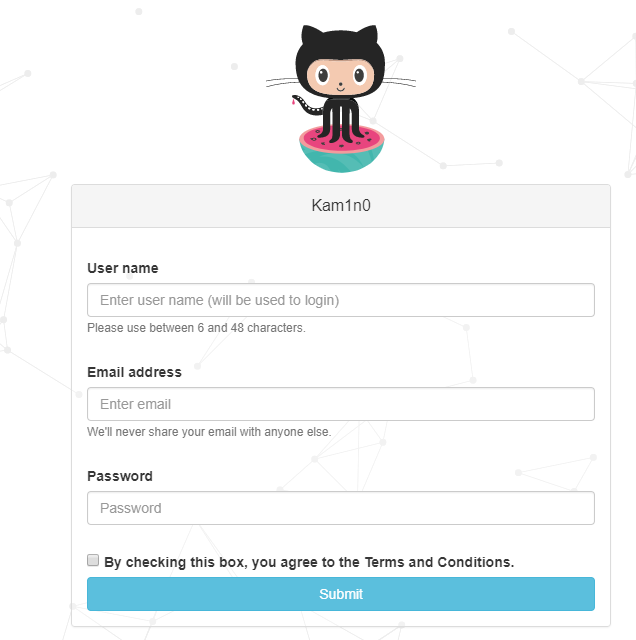 Kam1n0
User name
Enter user name (will be used to login)
Please use between 6 and 48 characters.
Email address
Enter email
We'll never share your email with anyone else.
Password
Password
By checking this box, you agree to the Terms and Conditions.
Submit